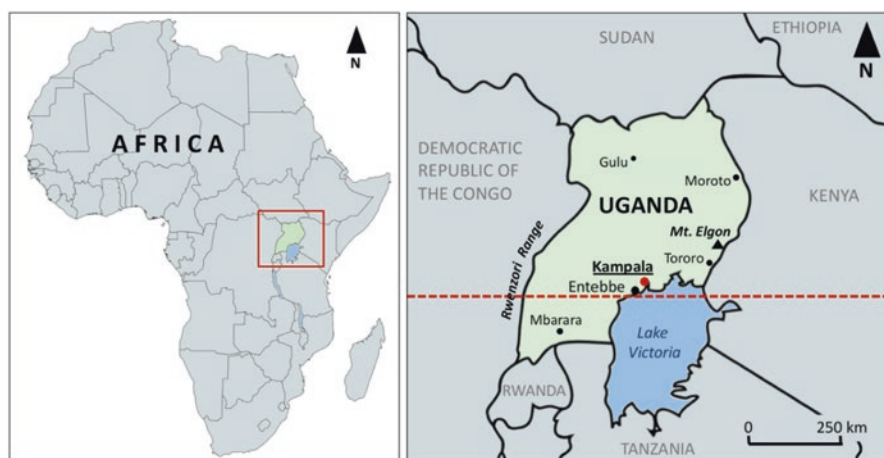 N
AFRICA
SUDAN
ETHIOPIA
N
DEMOCRATIC
REPUBLIC OF
THE CONGO
Gulu
Moroto
KENYA
UGANDA
Mt. Elgon
Rwenzori Range
Tororo
Kampala
Entebbe
Mbarara
Lake
Victoria
RWANDA
TANZANIA
0 250 km